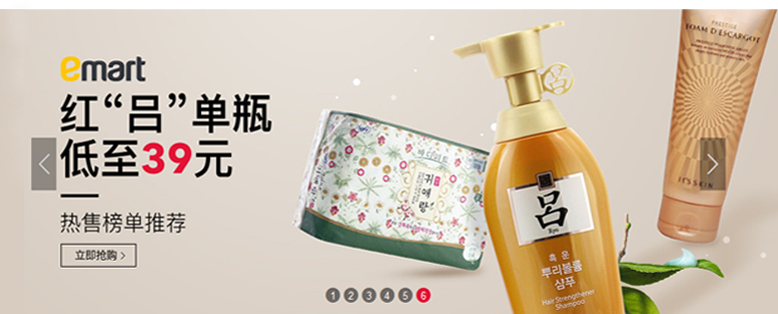 emart
红“吕”单瓶
低至39元
热售榜单推荐
立即抢购 >
귀애랑
呂
呂
Ryo
흑운
뿌리볼륨
샴푸
Hair Strengthener
Shampoo
PRESTIGE
FOAM D'ESCARGOT
IT'S SKIN
1 2 3 4 5 6